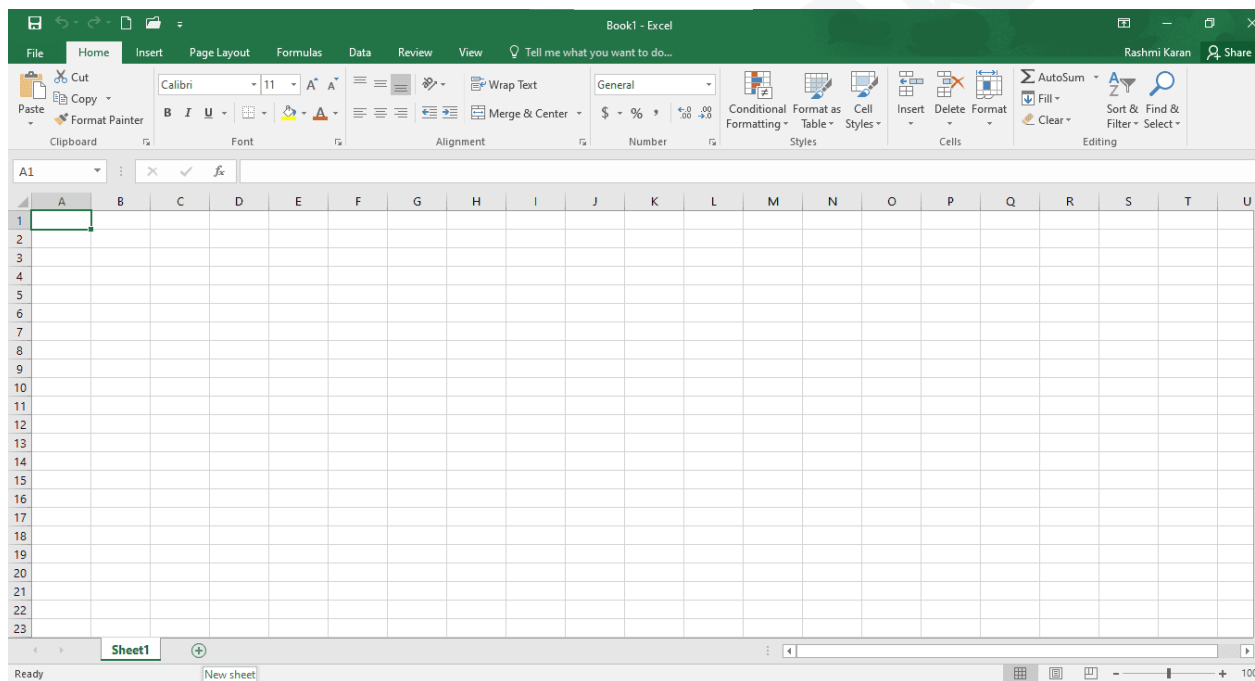 Book1 - Excel
File Home Insert Page Layout Formulas Data Review View Tell me what you want to do... Rashmi Karan Share
Cut
Copy
Format Painter
Paste
Clipboard
Calibri 11 A A
B I U A
Font
Wrap Text
Merge & Center
Alignment
General
$ % , .0 .00 .00 .0
Number
Conditional Formatting
Format as Table
Cell Styles
Styles
Insert Delete Format
Cells
AutoSum
Fill
Clear
Sort & Filter
Find & Select
Editing
A1 fx
A B C D E F G H I J K L M N O P Q R S T U
1
2
3
4
5
6
7
8
9
10
11
12
13
14
15
16
17
18
19
20
21
22
23
Sheet1
Ready New sheet